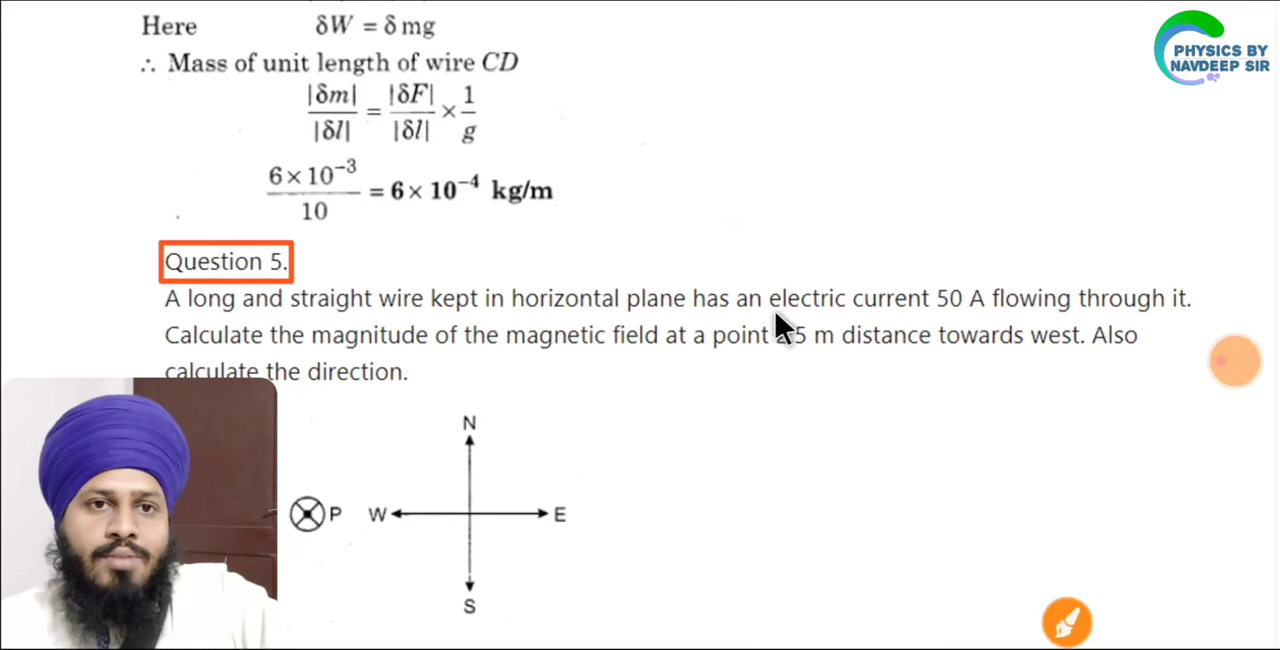 Here δW = δ mg
PHYSICS BY
NAVDEEP SIR
∴ Mass of unit length of wire CD
|δm| / |δl| = |δF| / |δl| × 1 / g
6 × 10⁻³ / 10 = 6 × 10⁻⁴ kg/m
Question 5.
A long and straight wire kept in horizontal plane has an electric current 50 A flowing through it.
Calculate the magnitude of the magnetic field at a point 5 m distance towards west. Also
calculate the direction.
N
P W E
S